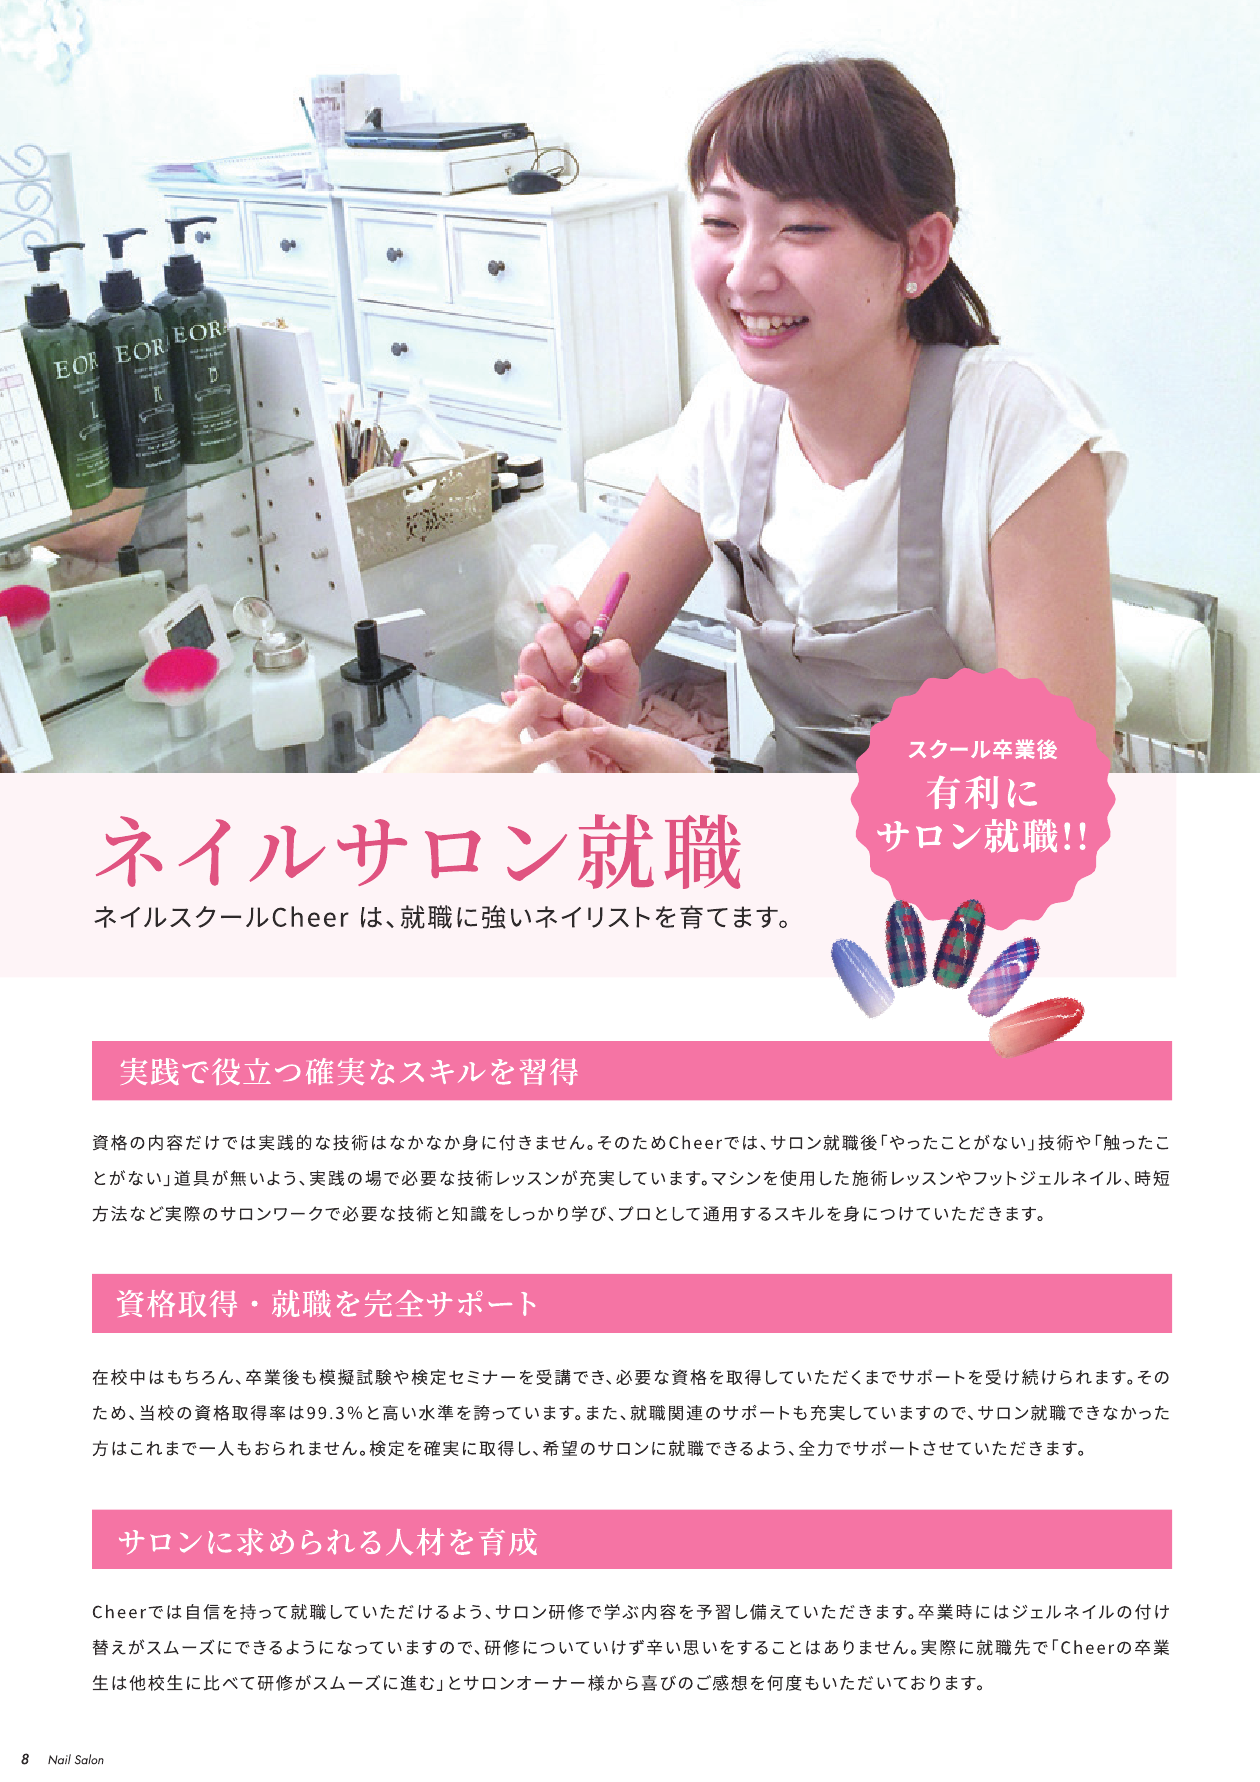 EOR
EOR
EORA
L
R
D
スクール卒業後
有利に
サロン就職!!
ネイルサロン就職
ネイルスクールCheer は、就職に強いネイリストを育てます。
実践で役立つ確実なスキルを習得
資格の内容だけでは実践的な技術はなかなか身に付きません。そのためCheerでは、サロン就職後「やったことがない」技術や「触ったこ
とがない」道具が無いよう、実践の場で必要な技術レッスンが充実しています。マシンを使用した施術レッスンやフットジェルネイル、時短
方法など実際のサロンワークで必要な技術と知識をしっかり学び、プロとして通用するスキルを身につけていただきます。
資格取得・就職を完全サポート
在校中はもちろん、卒業後も模擬試験や検定セミナーを受講でき、必要な資格を取得していただくまでサポートを受け続けられます。その
ため、当校の資格取得率は99.3%と高い水準を誇っています。また、就職関連のサポートも充実していますので、サロン就職できなかった
方はこれまで一人もおられません。検定を確実に取得し、希望のサロンに就職できるよう、全力でサポートさせていただきます。
サロンに求められる人材を育成
Cheerでは自信を持って就職していただけるよう、サロン研修で学ぶ内容を予習し備えていただきます。卒業時にはジェルネイルの付け
替えがスムーズにできるようになっていますので、研修についていけず辛い思いをすることはありません。実際に就職先で「Cheerの卒業
生は他校生に比べて研修がスムーズに進む」とサロンオーナー様から喜びのご感想を何度もいただいております。
8 Nail Salon